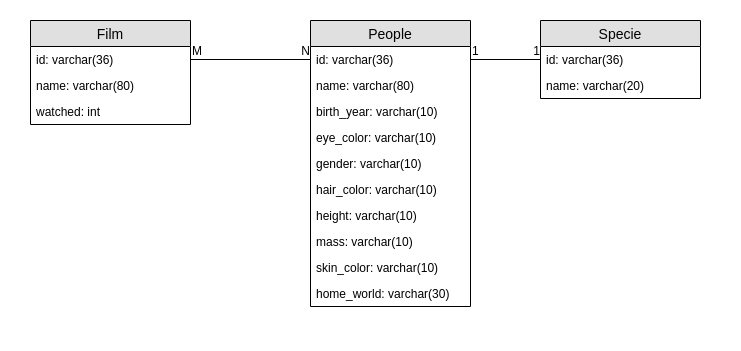 Film
id: varchar(36)
name: varchar(80)
watched: int
M
N
People
id: varchar(36)
name: varchar(80)
birth_year: varchar(10)
eye_color: varchar(10)
gender: varchar(10)
hair_color: varchar(10)
height: varchar(10)
mass: varchar(10)
skin_color: varchar(10)
home_world: varchar(30)
1
1
Specie
id: varchar(36)
name: varchar(20)